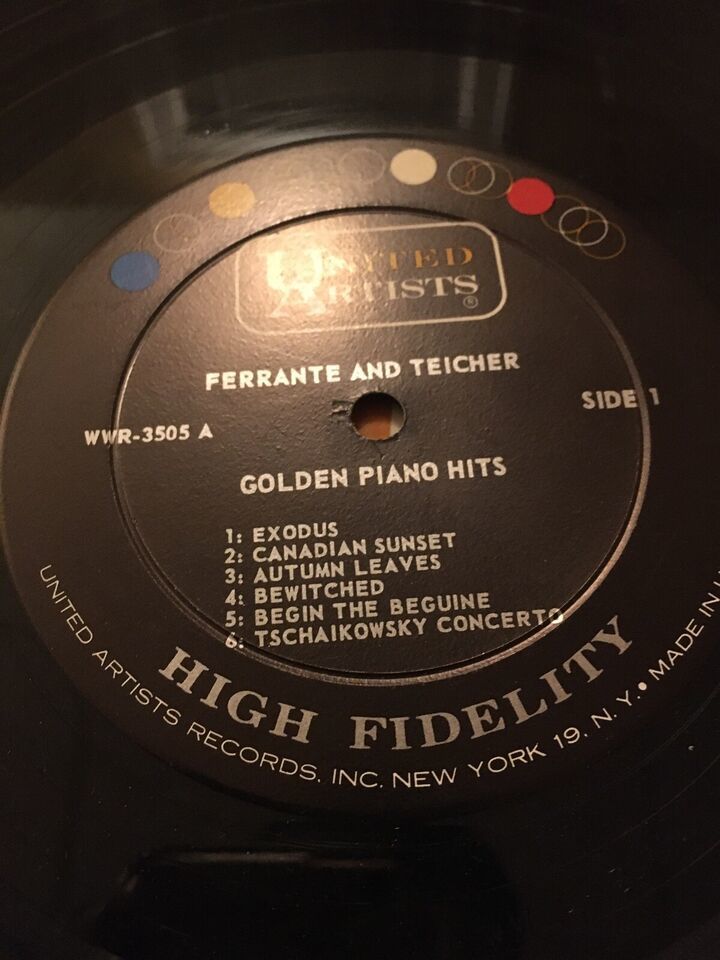 UNITED
ARTISTS®
FERRANTE AND TEICHER
SIDE 1
WWR-3505 A
GOLDEN PIANO HITS
1: EXODUS
2: CANADIAN SUNSET
3: AUTUMN LEAVES
4: BEWITCHED
5: BEGIN THE BEGUINE
6: TSCHAIKOWSKY CONCERTO
HIGH FIDELITY
UNITED ARTISTS RECORDS, INC. NEW YORK 19, N. Y. • MADE IN